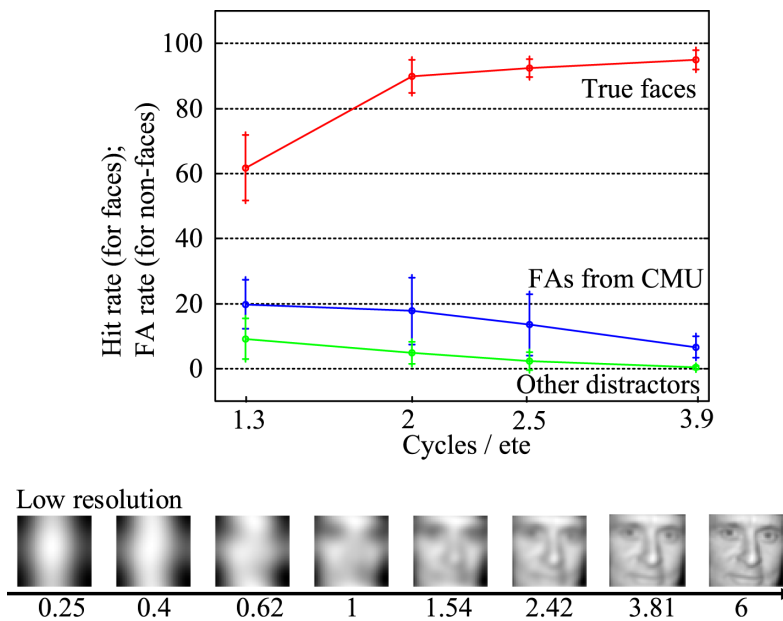 100
80
60
40
20
0
Hit rate (for faces);
FA rate (for non-faces)
True faces
FAs from CMU
Other distractors
1.3 2 2.5 3.9
Cycles / ete
Low resolution
0.25 0.4 0.62 1 1.54 2.42 3.81 6